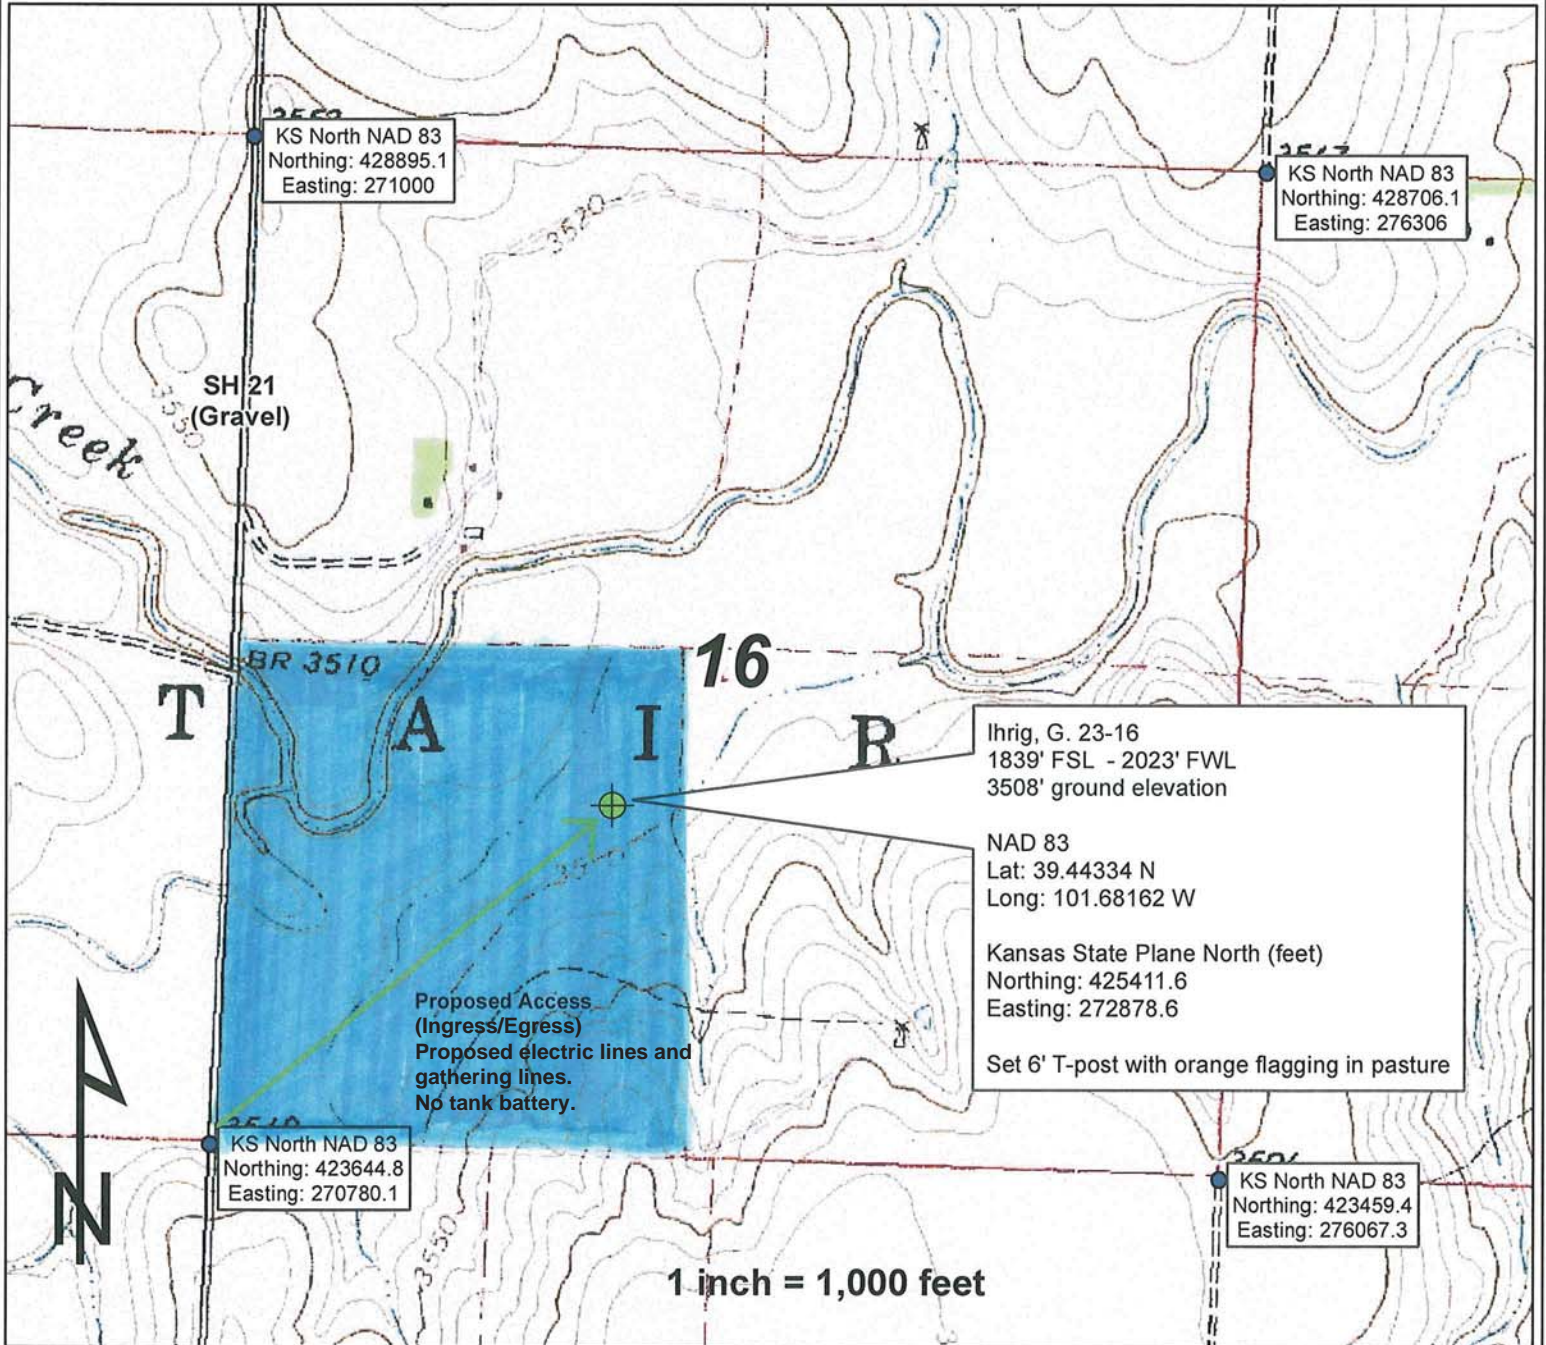 KS North NAD 83
Northing: 428895.1
Easting: 271000
KS North NAD 83
Northing: 428706.1
Easting: 276306
3520
SH 21
(Gravel)
3550
Creek
BR 3510
16
T A I R
Ihrig, G. 23-16
1839' FSL - 2023' FWL
3508' ground elevation
NAD 83
Lat: 39.44334 N
Long: 101.68162 W
Kansas State Plane North (feet)
Northing: 425411.6
Easting: 272878.6
Set 6' T-post with orange flagging in pasture
Proposed Access
(Ingress/Egress)
Proposed electric lines and
gathering lines.
No tank battery.
KS North NAD 83
Northing: 423644.8
Easting: 270780.1
KS North NAD 83
Northing: 423459.4
Easting: 276067.3
N
3550
1 inch = 1,000 feet